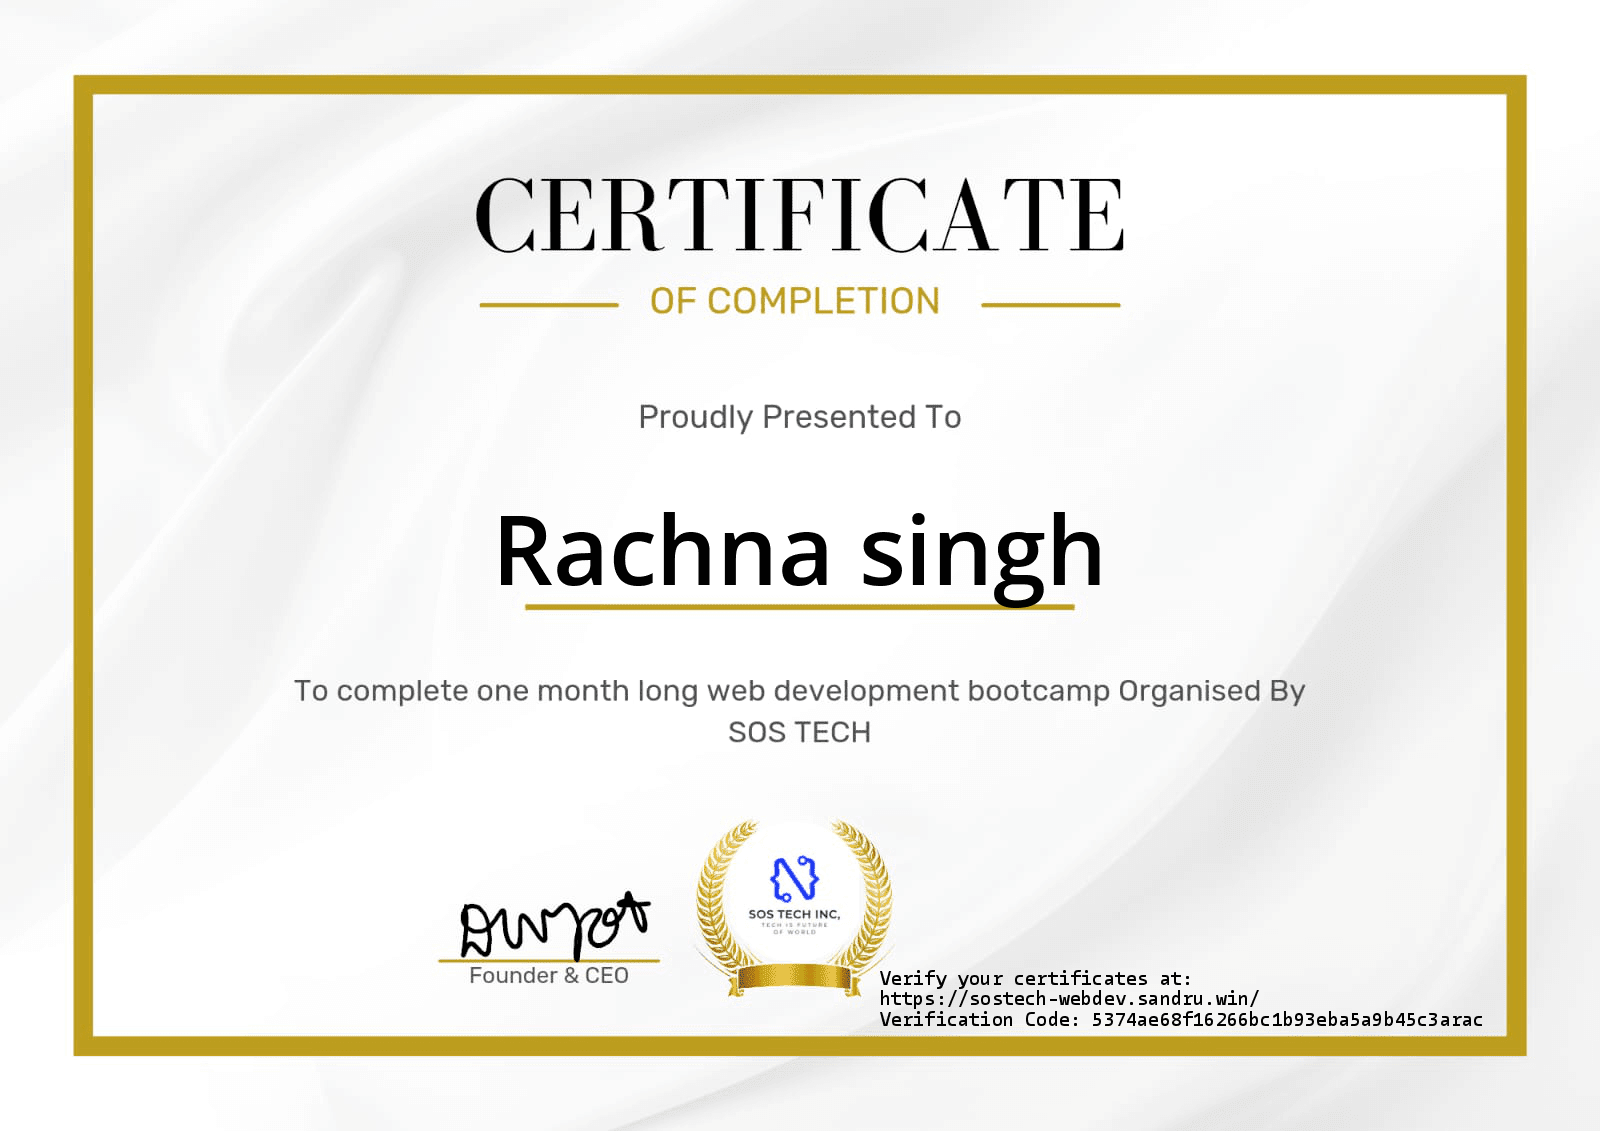 CERTIFICATE
OF COMPLETION
Proudly Presented To
Rachna singh
To complete one month long web development bootcamp Organised By
SOS TECH
SOS TECH INC,
TECH IS FUTURE
OF WORLD
Founder & CEO
Verify your certificates at:
https://sostech-webdev.sandru.win/
Verification Code: 5374ae68f16266bc1b93eba5a9b45c3arac